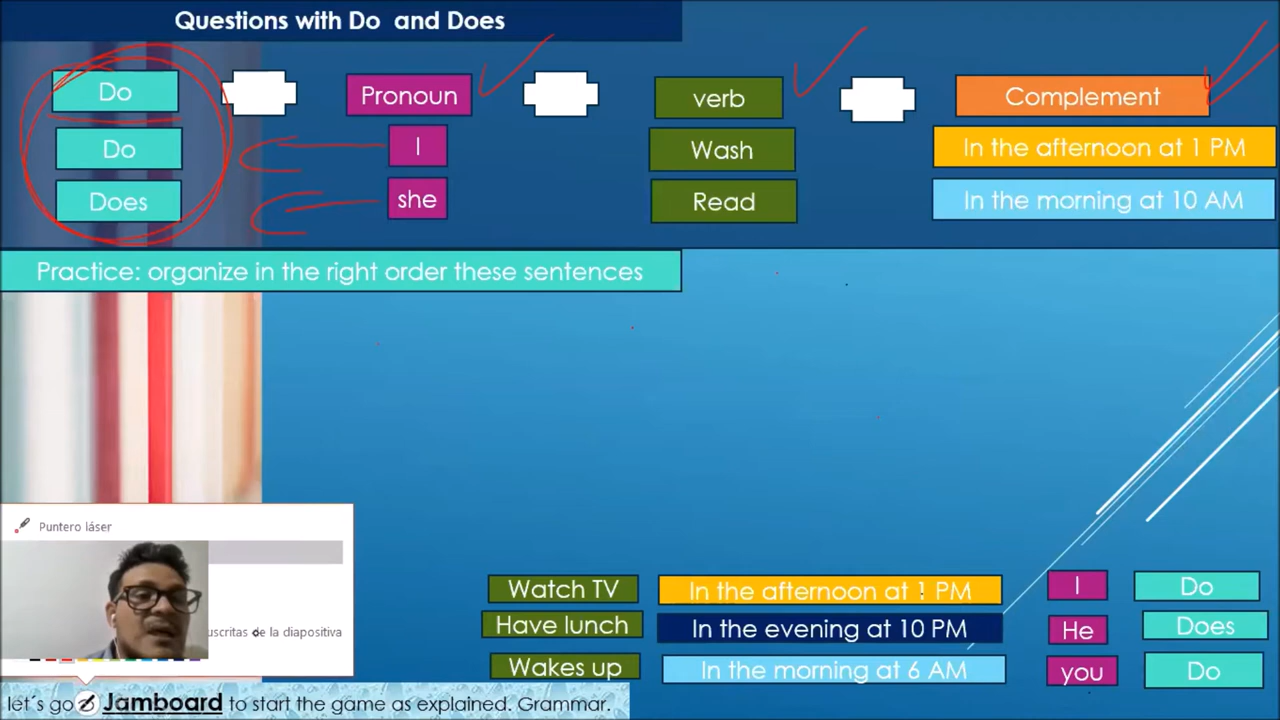 Questions with Do and Does
Do Pronoun verb Complement
Do I Wash In the afternoon at 1 PM
Does she Read In the morning at 10 AM
Practice: organize in the right order these sentences
Puntero láser
uscritas de la diapositiva
Watch TV In the afternoon at 1 PM I Do
Have lunch In the evening at 10 PM He Does
Wakes up In the morning at 6 AM you Do
let´s go Jamboard to start the game as explained. Grammar.